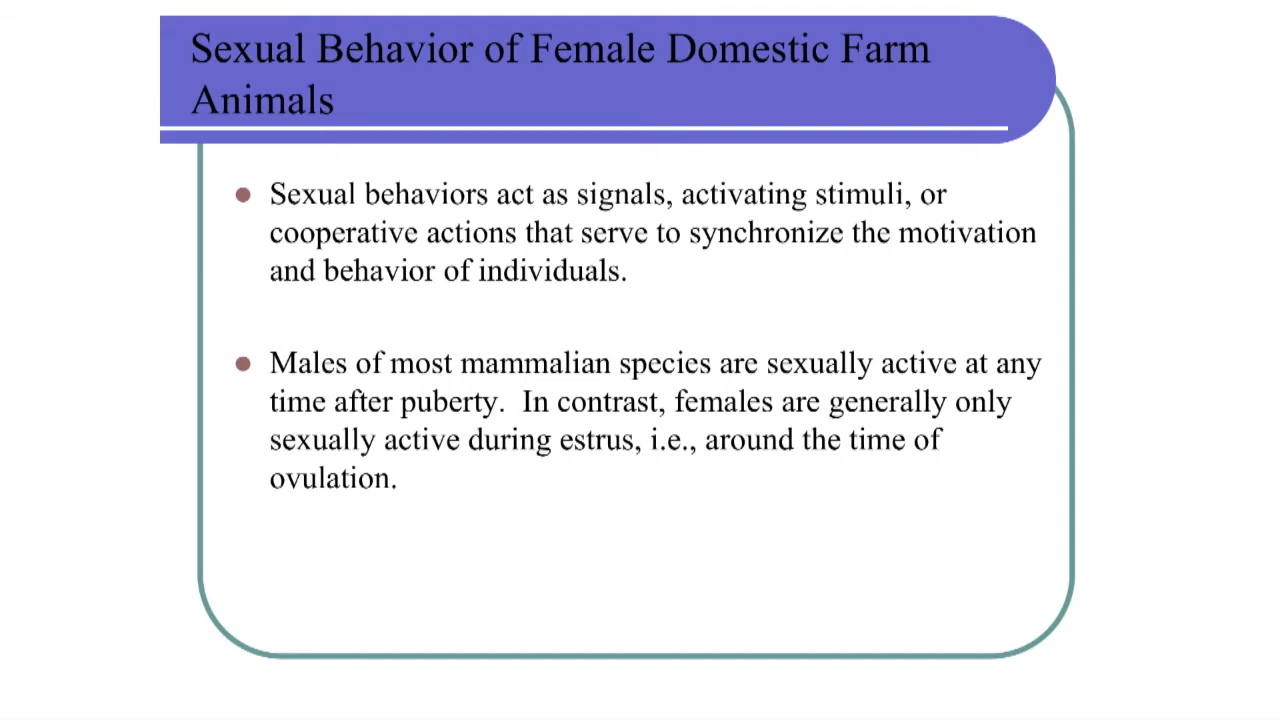 Sexual Behavior of Female Domestic Farm
Animals
Sexual behaviors act as signals, activating stimuli, or
cooperative actions that serve to synchronize the motivation
and behavior of individuals.
Males of most mammalian species are sexually active at any
time after puberty.  In contrast, females are generally only
sexually active during estrus, i.e., around the time of
ovulation.